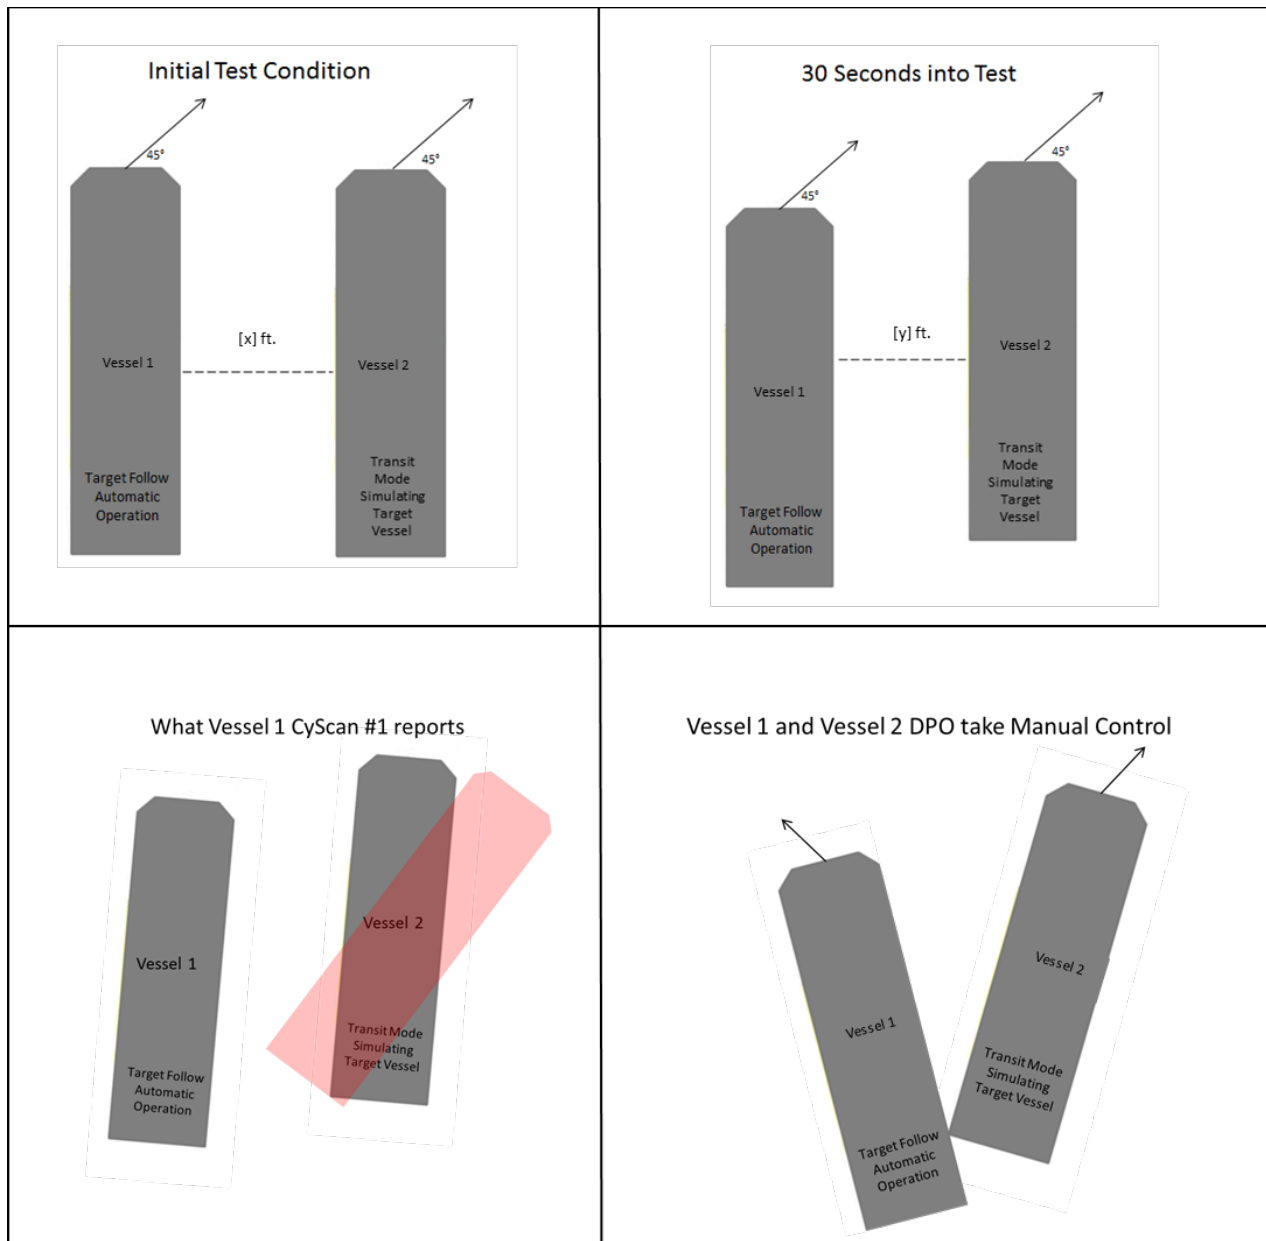 Initial Test Condition
45°
45°
[x] ft.
Vessel 1
Vessel 2
Target Follow
Automatic
Operation
Transit
Mode
Simulating
Target
Vessel
30 Seconds into Test
45°
45°
[y] ft.
Vessel 2
Vessel 1
Transit
Mode
Simulating
Target
Vessel
Target Follow
Automatic
Operation
What Vessel 1 CyScan #1 reports
Vessel 2
Vessel 1
Transit Mode
Simulating
Target Vessel
Target Follow
Automatic
Operation
Vessel 1 and Vessel 2 DPO take Manual Control
Vessel 2
Vessel 1
Transit Mode
Simulating
Target Vessel
Target Follow
Automatic
Operation